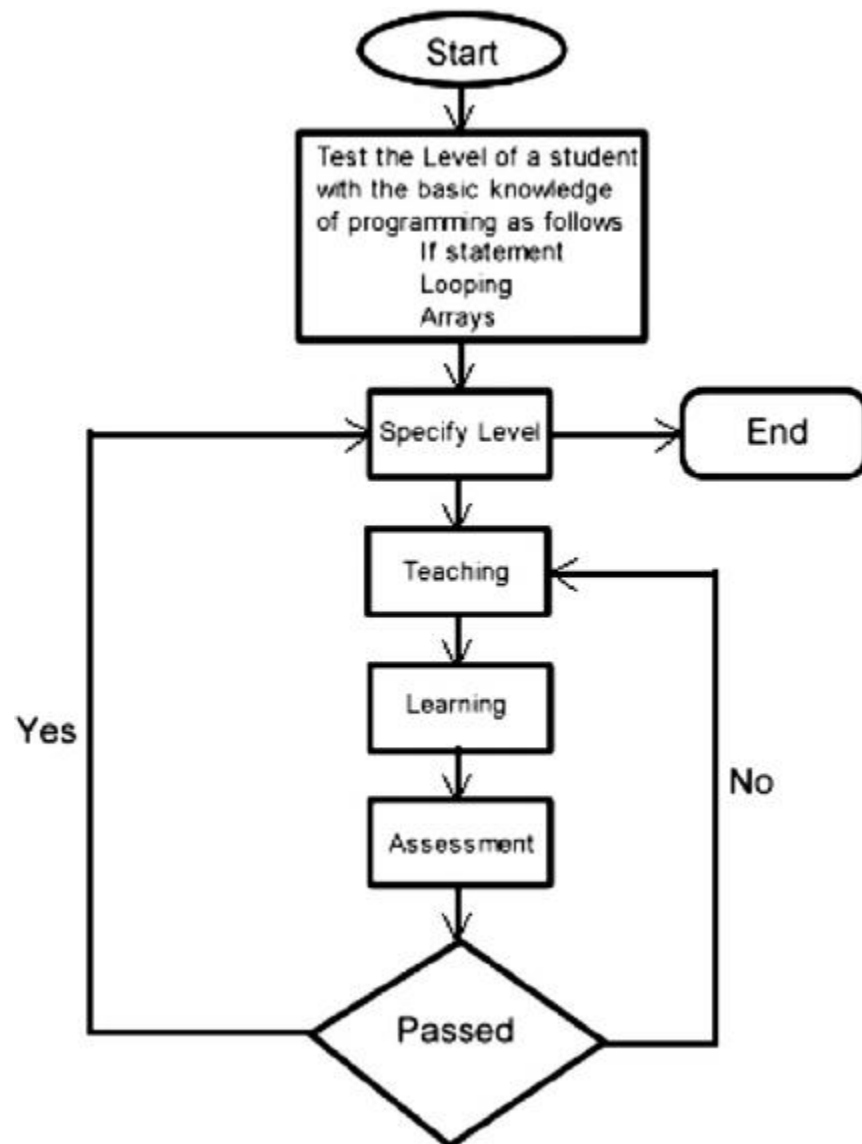 Start
Test the Level of a student
with the basic knowledge
of programming as follows
If statement
Looping
Arrays
Specify Level
End
Teaching
Learning
Yes
No
Assessment
Passed